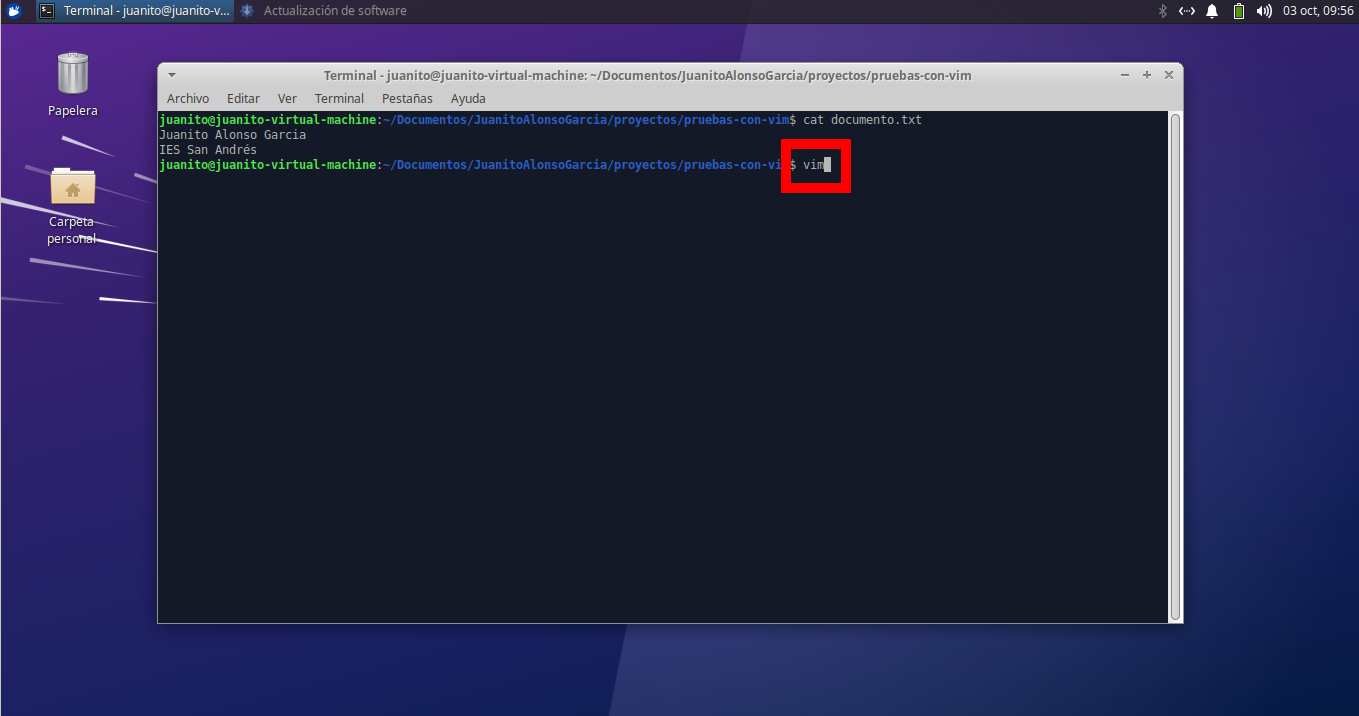 Terminal - juanito@juanito-v... Actualización de software 03 oct, 09:56
Papelera
Carpeta
personal
Terminal - juanito@juanito-virtual-machine: ~/Documentos/JuanitoAlonsoGarcia/proyectos/pruebas-con-vim
Archivo Editar Ver Terminal Pestañas Ayuda
juanito@juanito-virtual-machine:~/Documentos/JuanitoAlonsoGarcia/proyectos/pruebas-con-vim$ cat documento.txt
Juanito Alonso Garcia
IES San Andrés
juanito@juanito-virtual-machine:~/Documentos/JuanitoAlonsoGarcia/proyectos/pruebas-con-vi$ vim